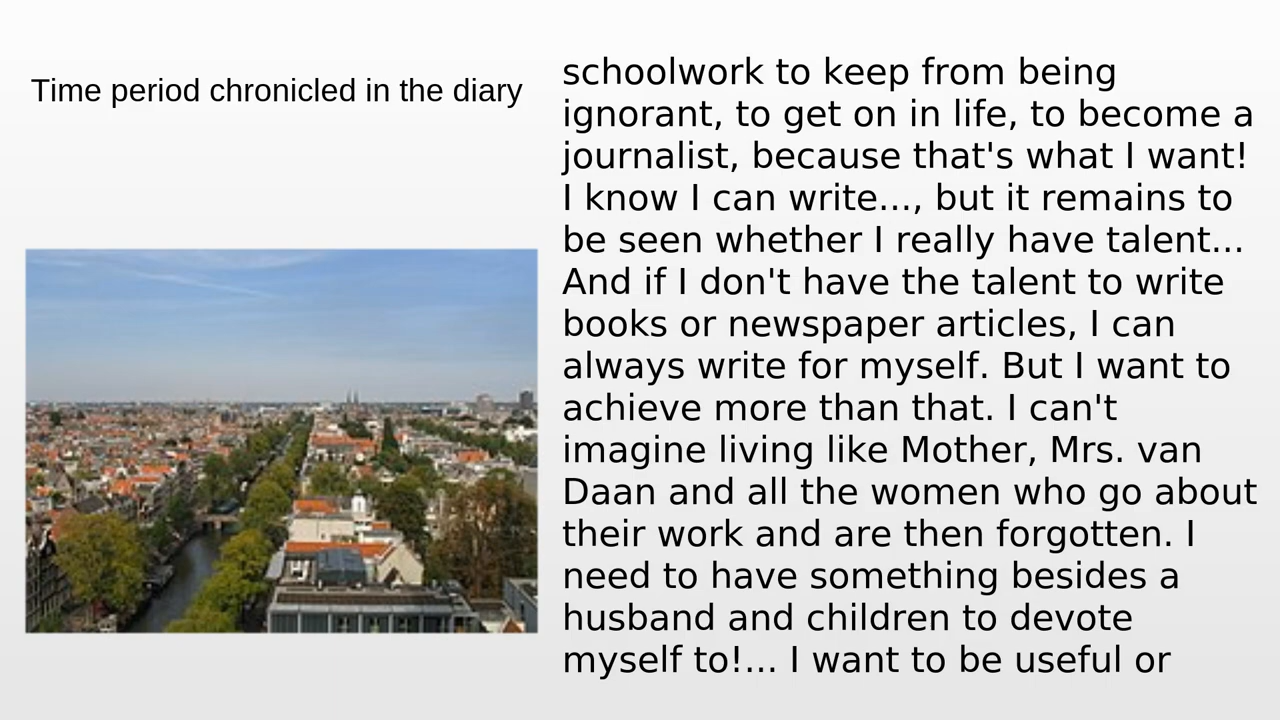 Time period chronicled in the diary
schoolwork to keep from being
ignorant, to get on in life, to become a
journalist, because that's what I want!
I know I can write..., but it remains to
be seen whether I really have talent...
And if I don't have the talent to write
books or newspaper articles, I can
always write for myself. But I want to
achieve more than that. I can't
imagine living like Mother, Mrs. van
Daan and all the women who go about
their work and are then forgotten. I
need to have something besides a
husband and children to devote
myself to!... I want to be useful or